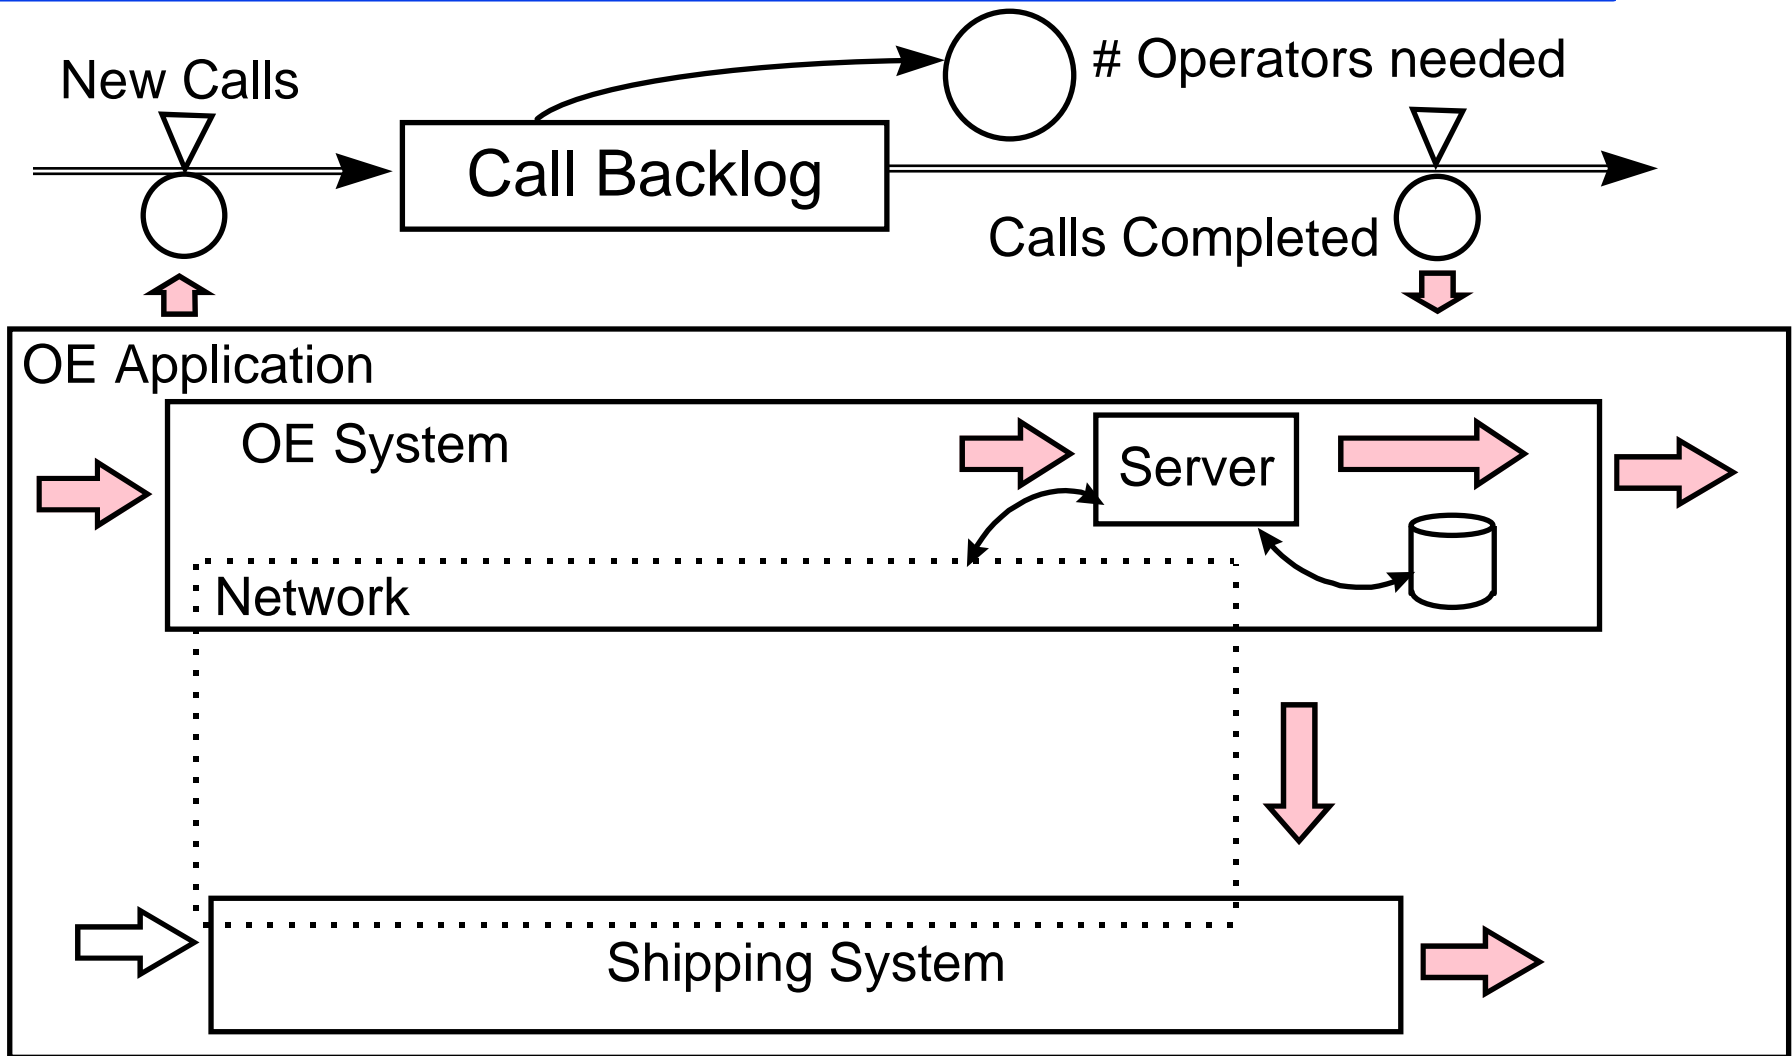 New Calls
# Operators needed
Call Backlog
Calls Completed
OE Application
OE System
Server
Network
Shipping System